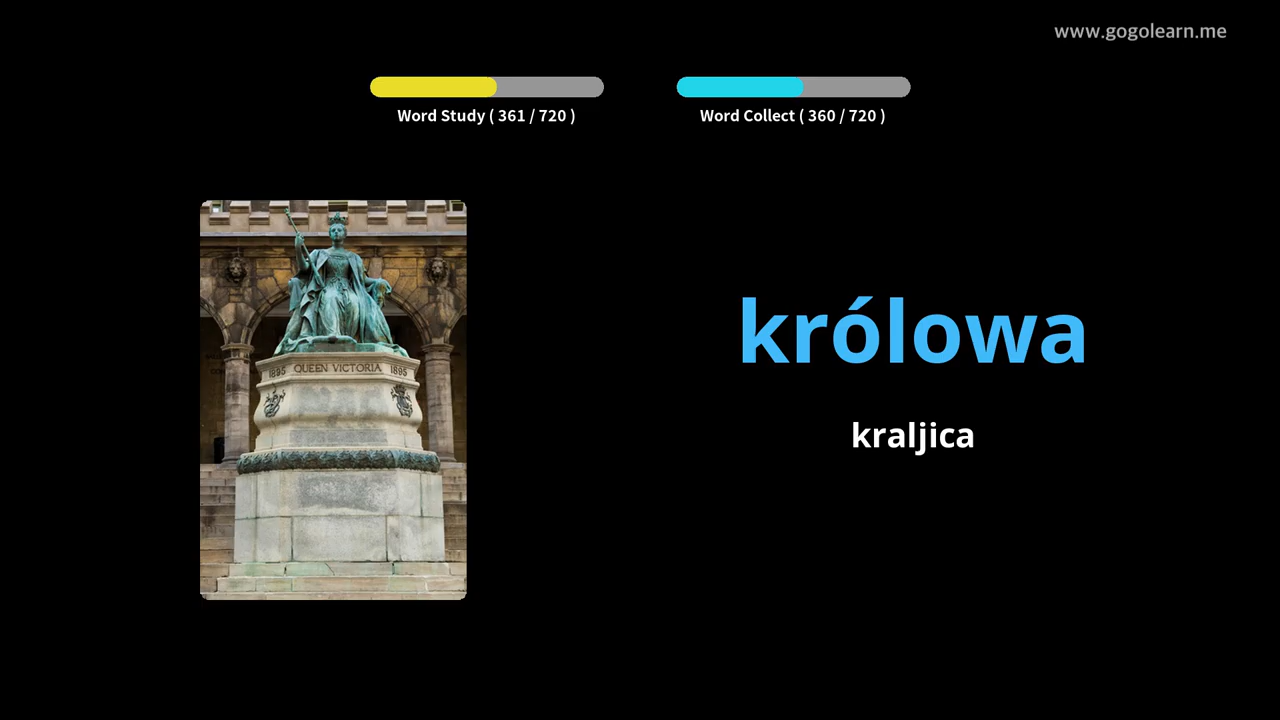 www.gogolearn.me
Word Study ( 361 / 720 )
Word Collect ( 360 / 720 )
1895 QUEEN VICTORIA 1895
królowa
kraljica